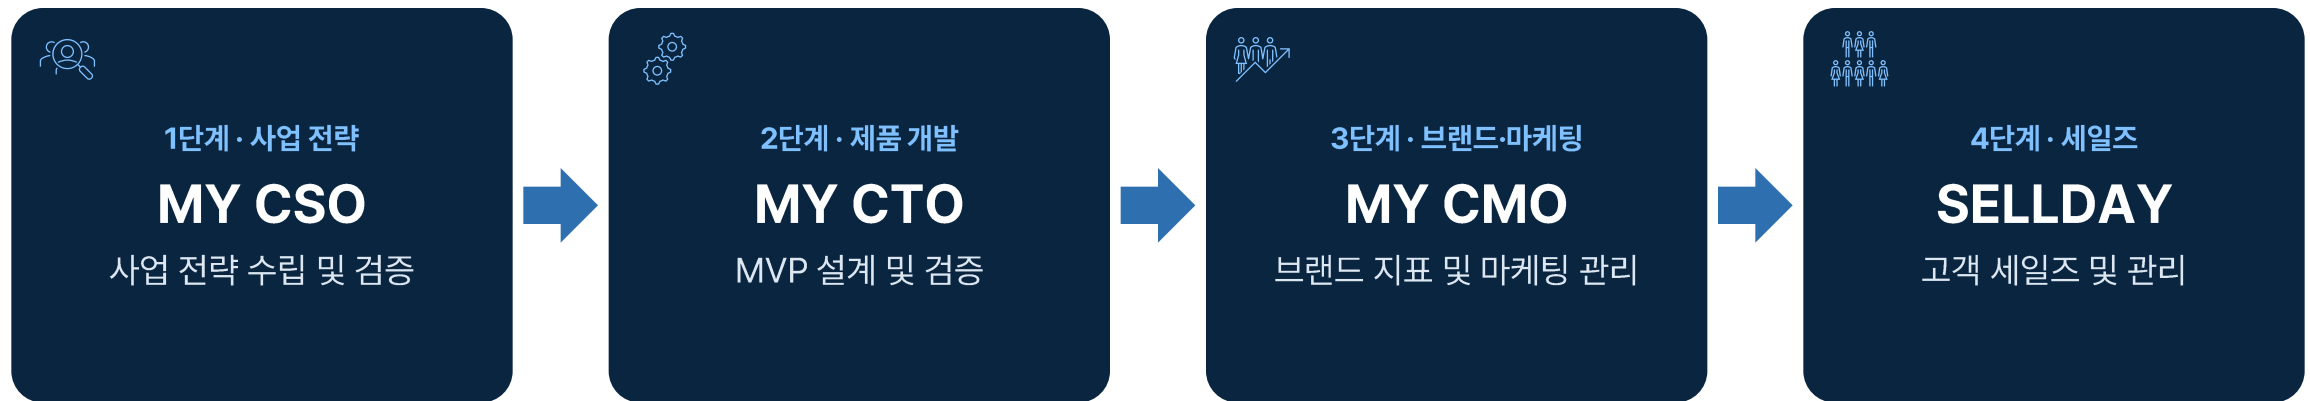 1단계 · 사업 전략
MY CSO
사업 전략 수립 및 검증
2단계 · 제품 개발
MY CTO
MVP 설계 및 검증
3단계 · 브랜드·마케팅
MY CMO
브랜드 지표 및 마케팅 관리
4단계 · 세일즈
SELLDAY
고객 세일즈 및 관리